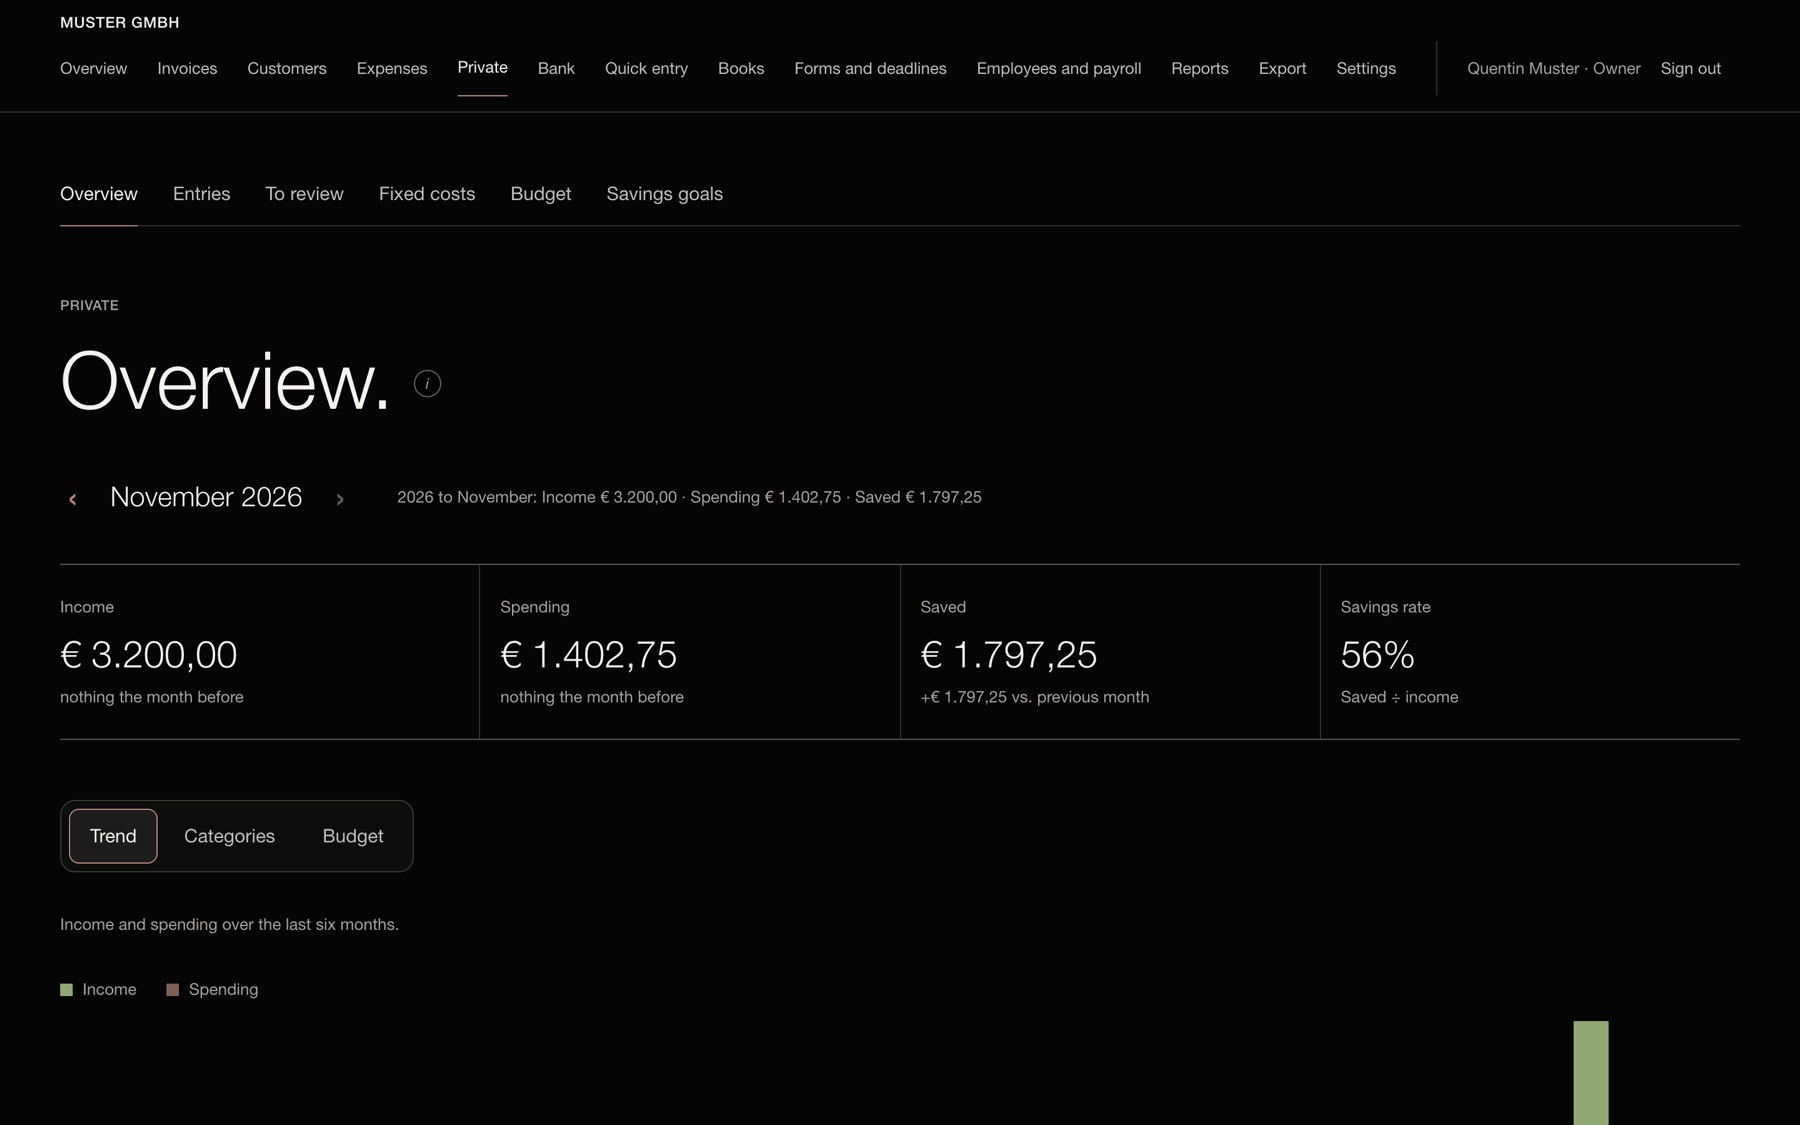 MUSTER GMBH
Overview Invoices Customers Expenses Private Bank Quick entry Books Forms and deadlines Employees and payroll Reports Export Settings Quentin Muster · Owner Sign out
Overview Entries To review Fixed costs Budget Savings goals
PRIVATE
Overview. i
‹ November 2026 › 2026 to November: Income € 3.200,00 · Spending € 1.402,75 · Saved € 1.797,25
Income Spending Saved Savings rate
€ 3.200,00 € 1.402,75 € 1.797,25 56%
nothing the month before nothing the month before +€ 1.797,25 vs. previous month Saved ÷ income
Trend Categories Budget
Income and spending over the last six months.
Income Spending